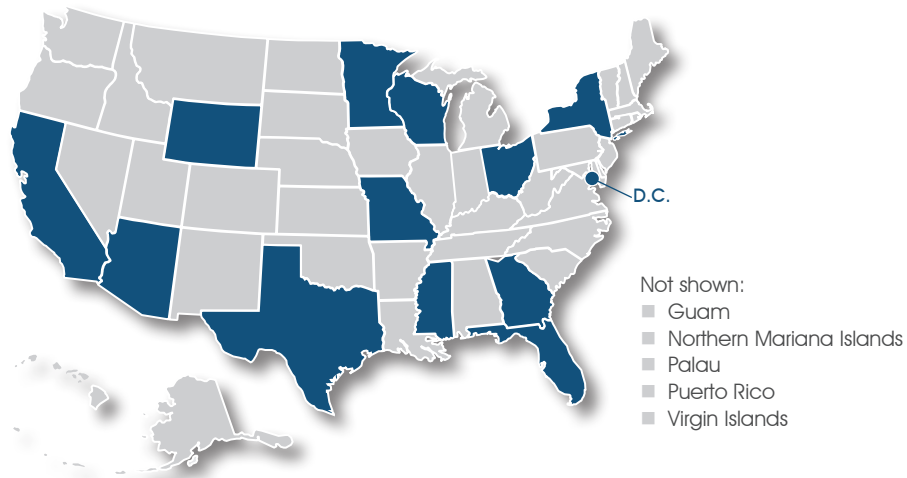 D.C.
Not shown:
Guam
Northern Mariana Islands
Palau
Puerto Rico
Virgin Islands